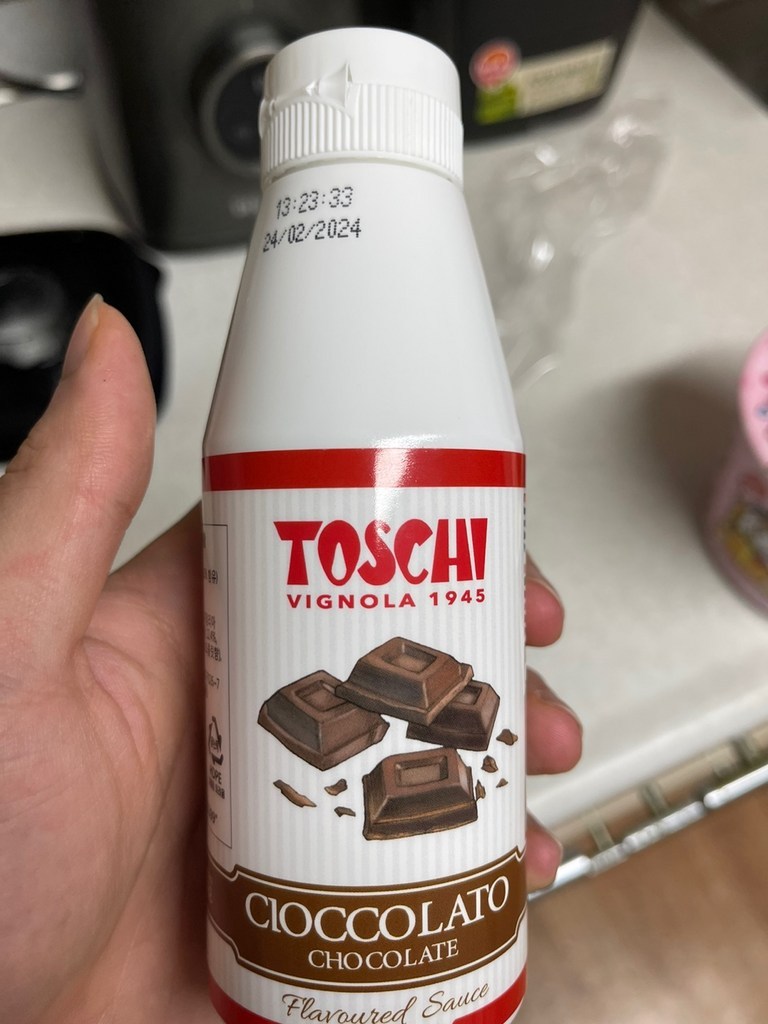 13:23:33
24/02/2024
TOSCHI
VIGNOLA 1945
CIOCCOLATO
CHOCOLATE
Flavoured Sauce